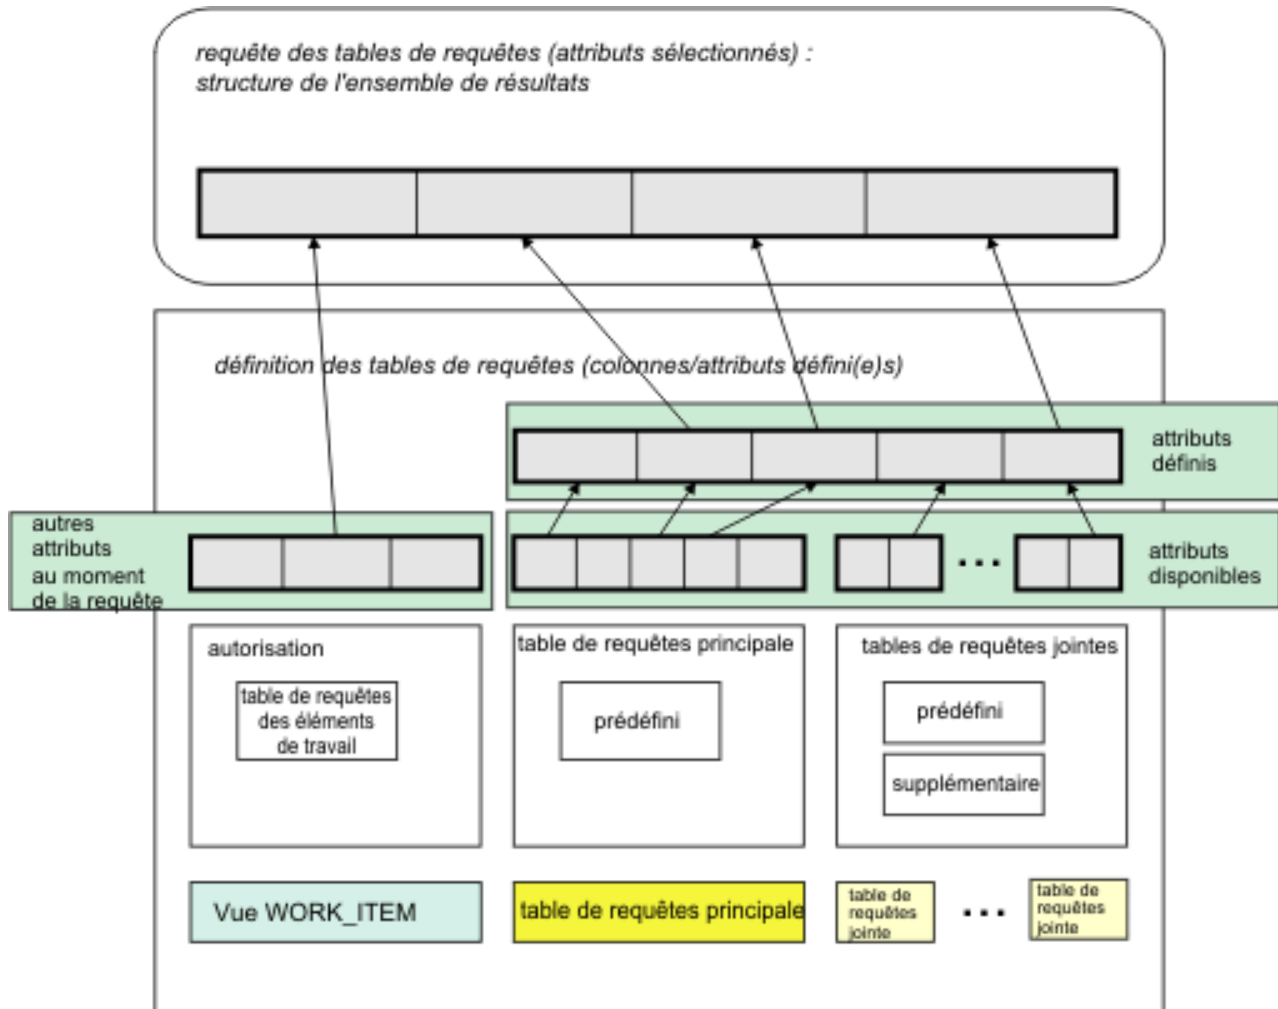 requête des tables de requêtes (attributs sélectionnés) :
structure de l'ensemble de résultats
définition des tables de requêtes (colonnes/attributs défini(e)s)
attributs
définis
autres
attributs
au moment
de la requête
attributs
disponibles
autorisation
table de requêtes
des éléments
de travail
table de requêtes principale
prédéfini
tables de requêtes jointes
prédéfini
supplémentaire
Vue WORK_ITEM
table de requêtes principale
table de
requêtes
jointe
...
table de
requêtes
jointe